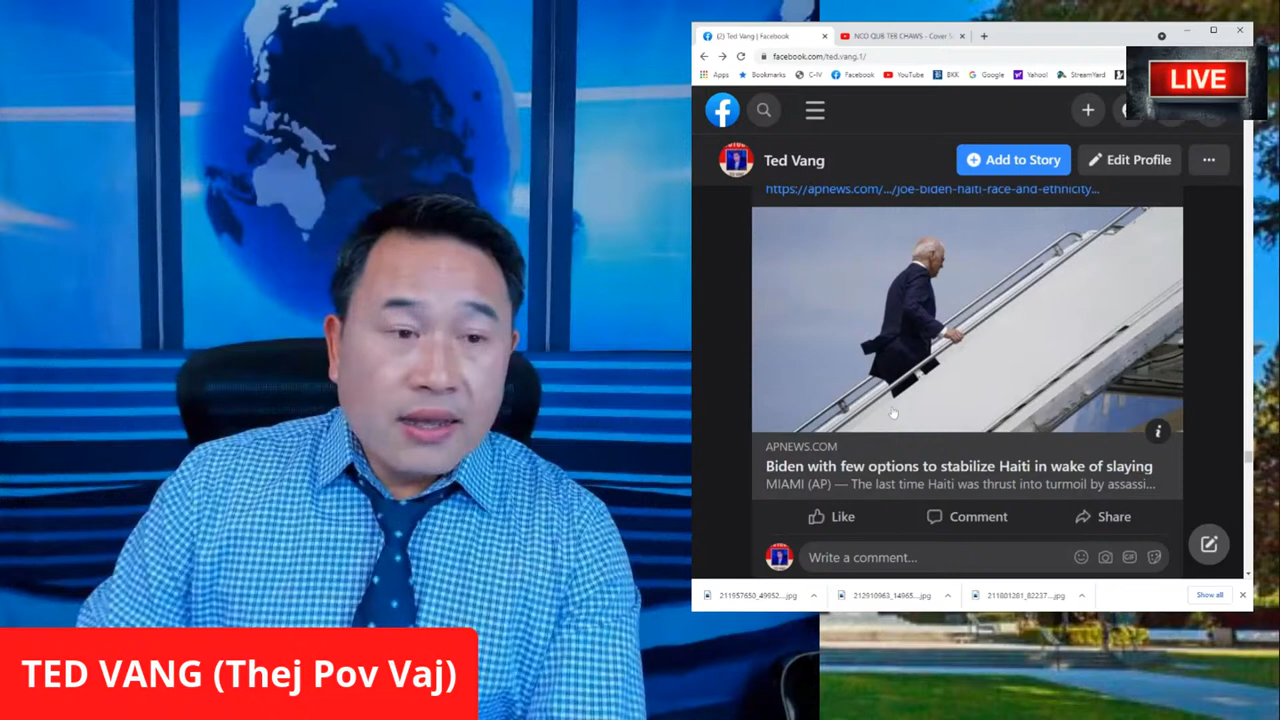 (2) Ted Vang | Facebook
NCO QUB TEB CHAWS - Cover S
facebook.com/ted.vang.1/
Apps Bookmarks C-IV Facebook YouTube BKK Google Yahoo! StreamYard
LIVE
Ted Vang
Add to Story
Edit Profile
https://apnews.com/.../joe-biden-haiti-race-and-ethnicity...
APNEWS.COM
Biden with few options to stabilize Haiti in wake of slaying
MIAMI (AP) — The last time Haiti was thrust into turmoil by assassi...
Like Comment Share
Write a comment...
GIF
211957650_49952....jpg 212910963_14965....jpg 211801281_82237....jpg Show all
TED VANG (Thej Pov Vaj)